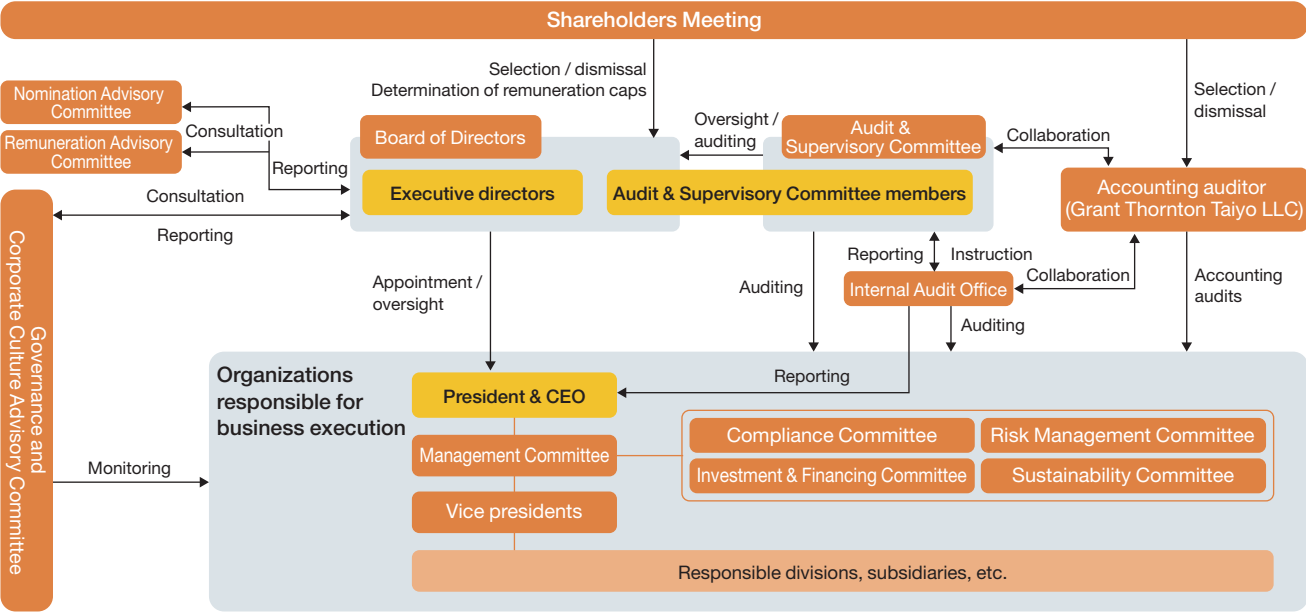 Shareholders Meeting
Selection / dismissal
Determination of remuneration caps
Selection /
dismissal
Nomination Advisory
Committee
Remuneration Advisory
Committee
Consultation
Reporting
Board of Directors
Oversight /
auditing
Audit &
Supervisory Committee
Collaboration
Executive directors
Audit & Supervisory Committee members
Accounting auditor
(Grant Thornton Taiyo LLC)
Consultation
Reporting
Governance and
Corporate Culture Advisory Committee
Appointment /
oversight
Auditing
Reporting
Instruction
Internal Audit Office
Collaboration
Accounting
audits
Auditing
Organizations
responsible for
business execution
President & CEO
Reporting
Management Committee
Compliance Committee
Risk Management Committee
Investment & Financing Committee
Sustainability Committee
Monitoring
Vice presidents
Responsible divisions, subsidiaries, etc.